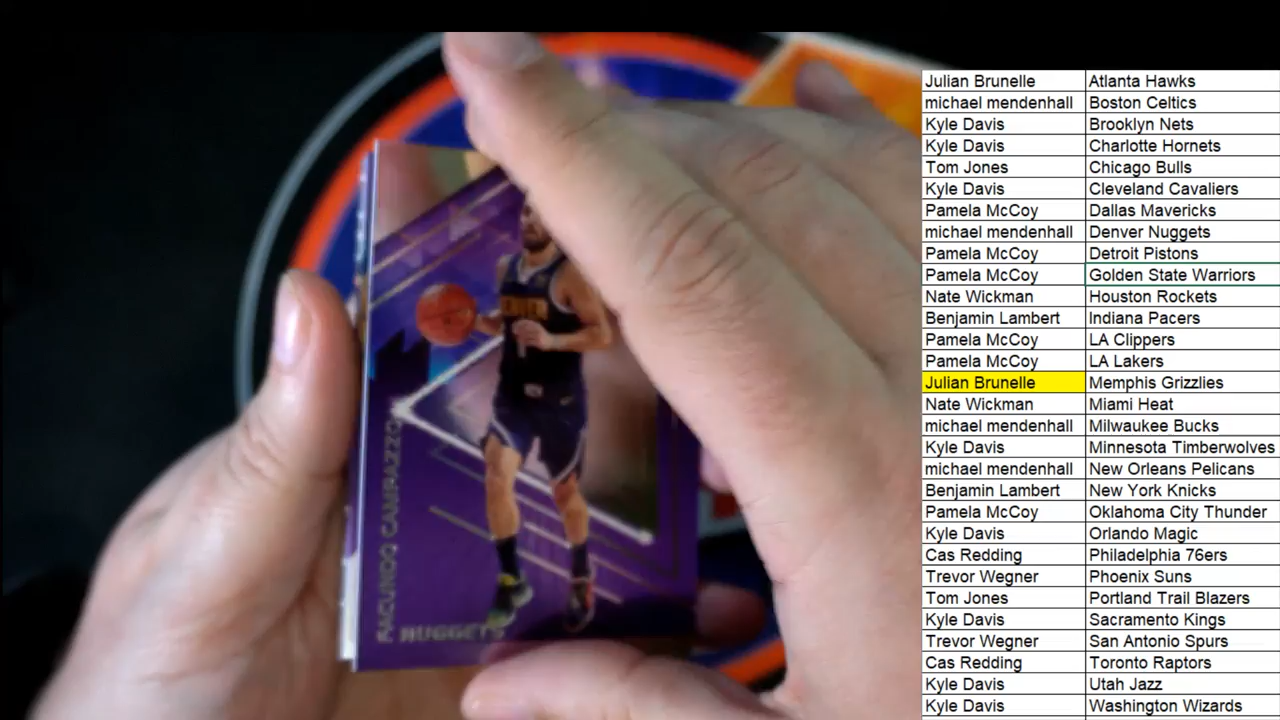 FACUNDO CAMPAZZO
NUGGETS
Julian Brunelle Atlanta Hawks
michael mendenhall Boston Celtics
Kyle Davis Brooklyn Nets
Kyle Davis Charlotte Hornets
Tom Jones Chicago Bulls
Kyle Davis Cleveland Cavaliers
Pamela McCoy Dallas Mavericks
michael mendenhall Denver Nuggets
Pamela McCoy Detroit Pistons
Pamela McCoy Golden State Warriors
Nate Wickman Houston Rockets
Benjamin Lambert Indiana Pacers
Pamela McCoy LA Clippers
Pamela McCoy LA Lakers
Julian Brunelle Memphis Grizzlies
Nate Wickman Miami Heat
michael mendenhall Milwaukee Bucks
Kyle Davis Minnesota Timberwolves
michael mendenhall New Orleans Pelicans
Benjamin Lambert New York Knicks
Pamela McCoy Oklahoma City Thunder
Kyle Davis Orlando Magic
Cas Redding Philadelphia 76ers
Trevor Wegner Phoenix Suns
Tom Jones Portland Trail Blazers
Kyle Davis Sacramento Kings
Trevor Wegner San Antonio Spurs
Cas Redding Toronto Raptors
Kyle Davis Utah Jazz
Kyle Davis Washington Wizards